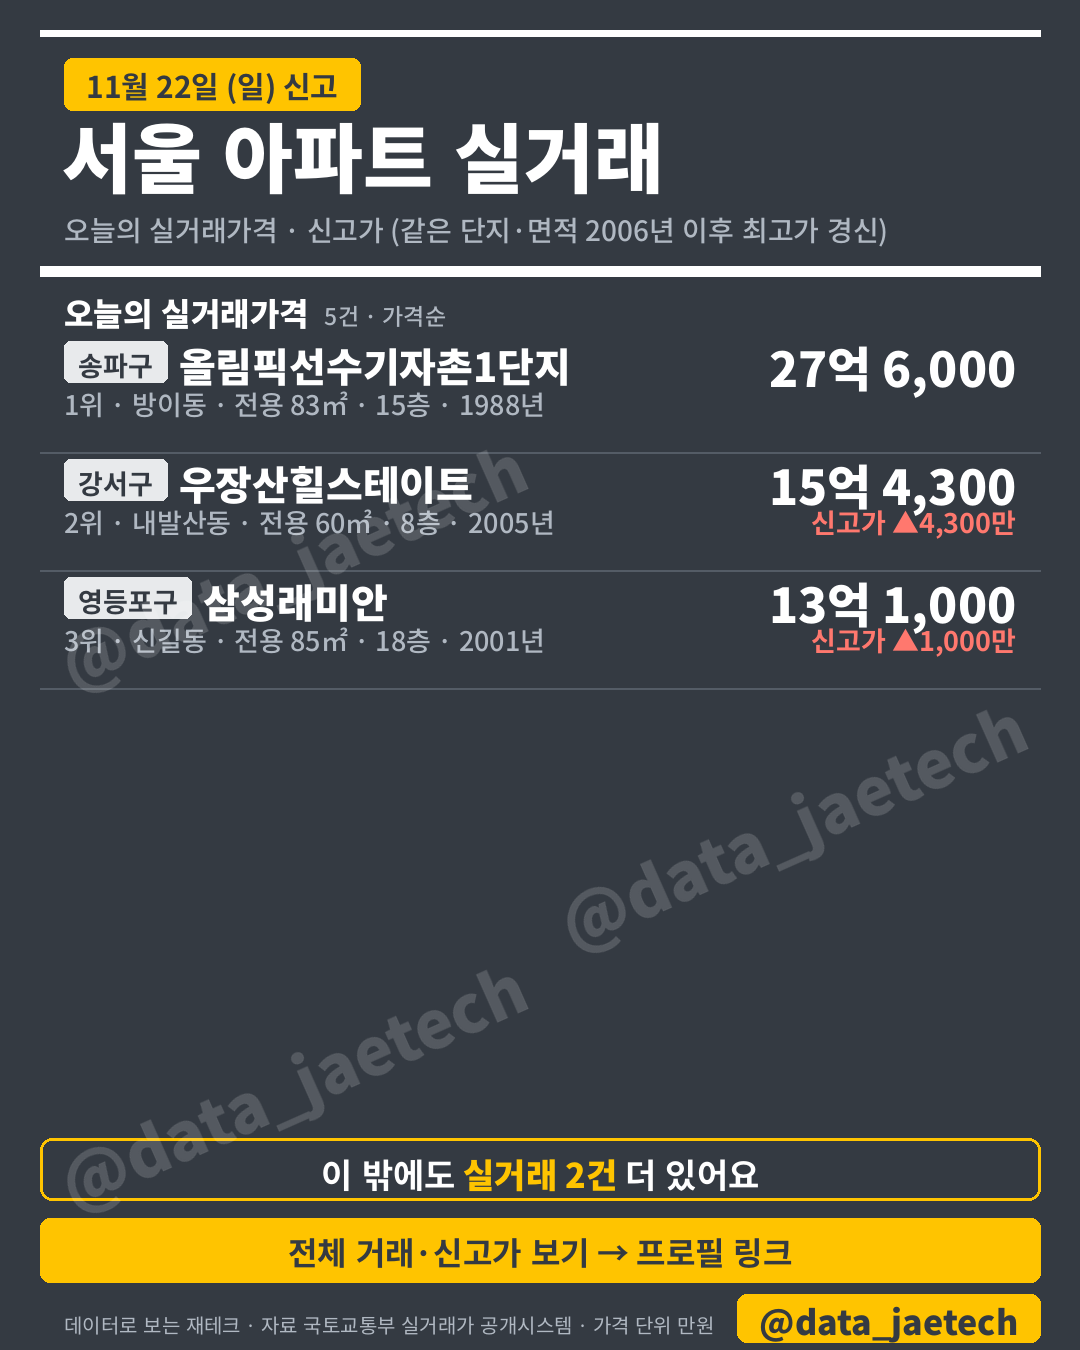 11월 22일 (일) 신고
서울 아파트 실거래
오늘의 실거래가격 · 신고가 (같은 단지·면적 2006년 이후 최고가 경신)
오늘의 실거래가격 5건 · 가격순
송파구 올림픽선수기자촌1단지 27억 6,000
1위 · 방이동 · 전용 83㎡ · 15층 · 1988년
강서구 우장산힐스테이트 15억 4,300
2위 · 내발산동 · 전용 60㎡ · 8층 · 2005년 신고가 ▲4,300만
영등포구 삼성래미안 13억 1,000
3위 · 신길동 · 전용 85㎡ · 18층 · 2001년 신고가 ▲1,000만
@data_jaetech
@data_jaetech
@data_jaetech
이 밖에도 실거래 2건 더 있어요
전체 거래·신고가 보기 → 프로필 링크
데이터로 보는 재테크 · 자료 국토교통부 실거래가 공개시스템 · 가격 단위 만원 @data_jaetech